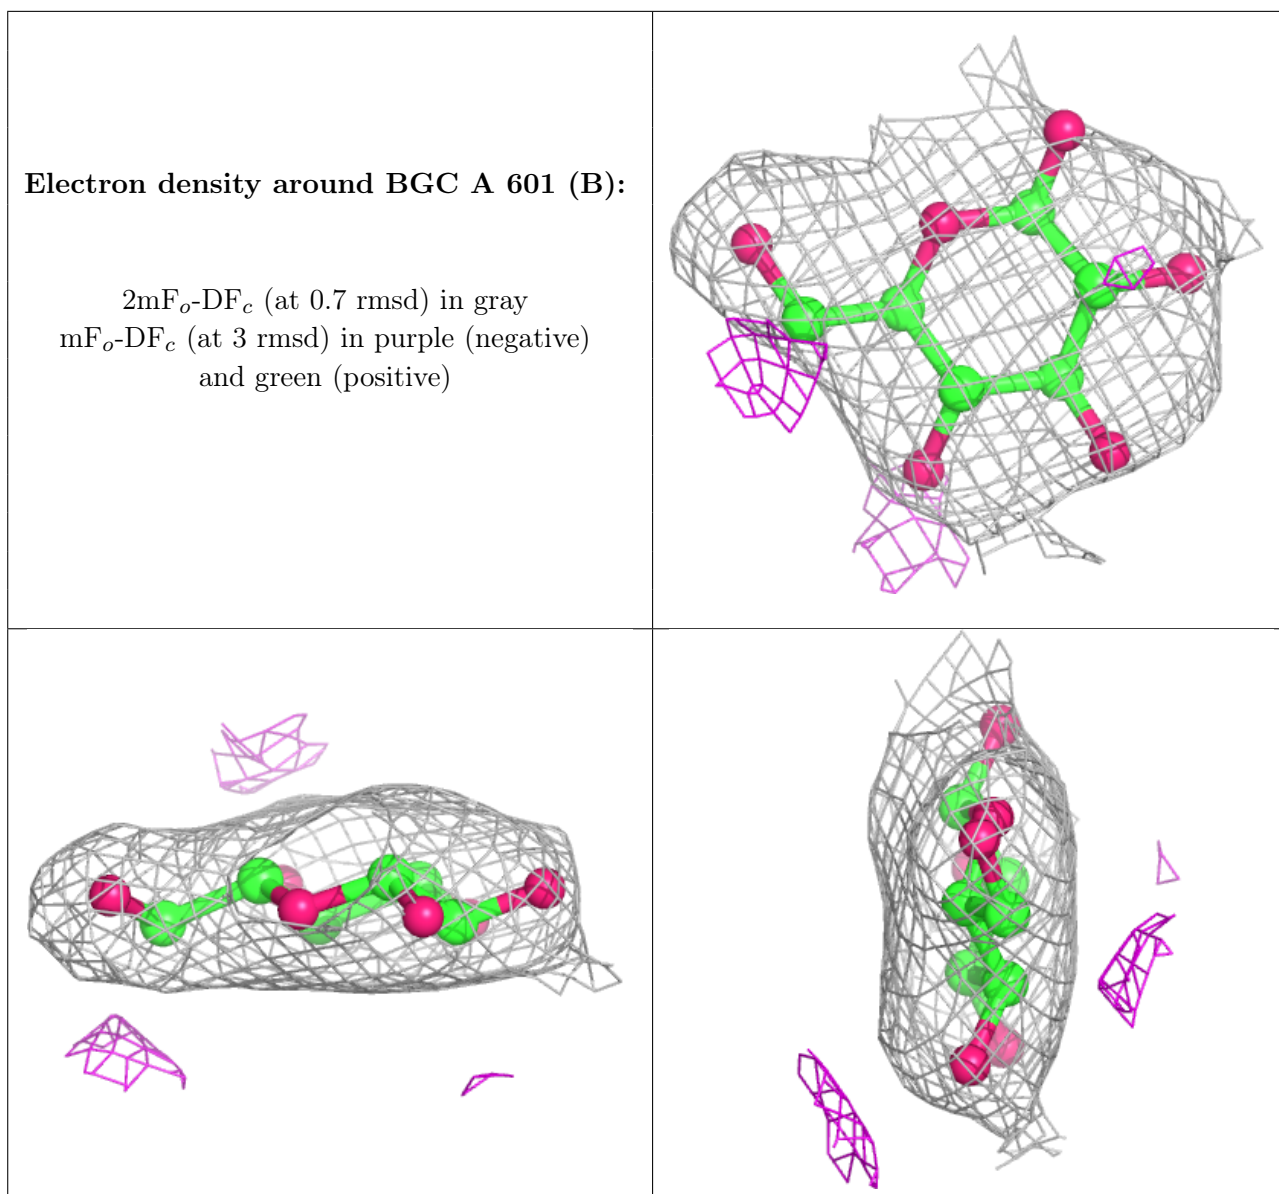 Electron density around BGC A 601 (B):
2mFₒ-DF𝒸 (at 0.7 rmsd) in gray
mFₒ-DF𝒸 (at 3 rmsd) in purple (negative)
and green (positive)